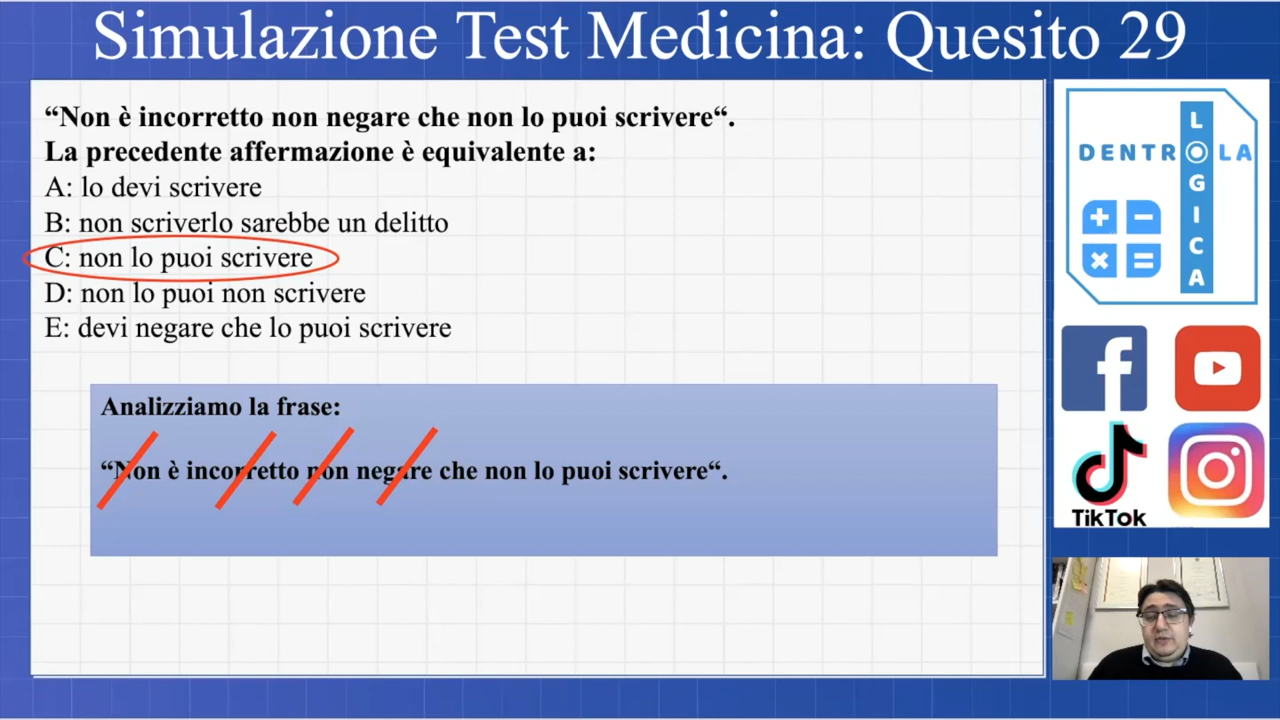 Simulazione Test Medicina: Quesito 29
“Non è incorretto non negare che non lo puoi scrivere“.
La precedente affermazione è equivalente a:
A: lo devi scrivere
B: non scriverlo sarebbe un delitto
C: non lo puoi scrivere
D: non lo puoi non scrivere
E: devi negare che lo puoi scrivere
Analizziamo la frase:
“Non è incorretto non negare che non lo puoi scrivere“.
DENTROLA
LOGICA
TikTok